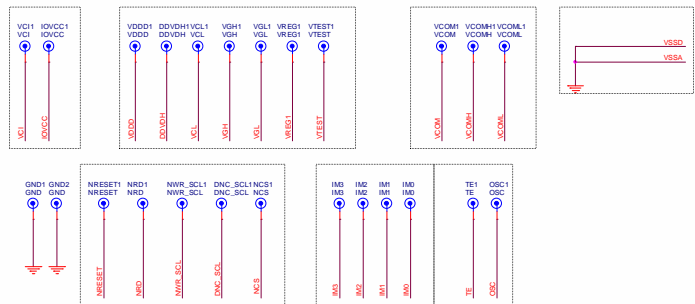 VCI1 IOVCC1
VCI IOVCC
VCI IOVCC
VDDD1 DDVDH1 VCL1 VGH1 VGL1 VREG1 VTEST1
VDDD DDVDH VCL VGH VGL VREG1 VTEST
VDDD DDVDH VCL VGH VGL VREG1 VTEST
VCOM1 VCOMH1 VCOML1
VCOM VCOMH VCOML
VCOM VCOMH VCOML
VSSD
VSSA
GND1 GND2
GND GND
NRESET1 NRD1 NWR_SCL1 DNC_SCL1 NCS1
NRESET NRD NWR_SCL DNC_SCL NCS
NRESET NRD NWR_SCL DNC_SCL NCS
IM3 IM2 IM1 IM0
IM3 IM2 IM1 IM0
IM3 IM2 IM1 IM0
TE1 OSC1
TE OSC
TE OSC